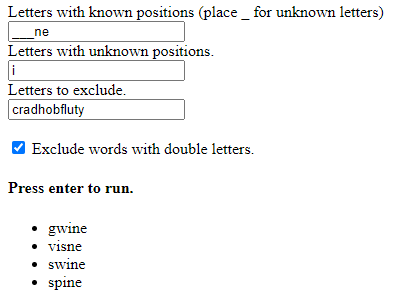 Letters with known positions (place _ for unknown letters)
___ne
Letters with unknown positions.
i
Letters to exclude.
cradhobfluty
Exclude words with double letters.
Press enter to run.
gwine
visne
swine
spine